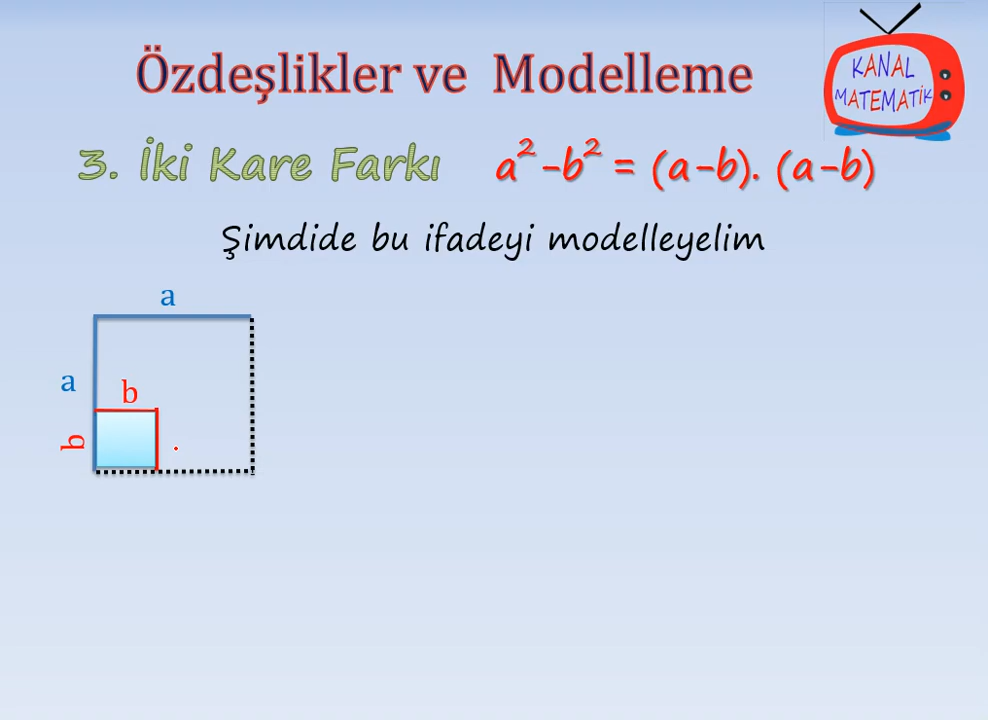 KANAL
MATEMATİK
Özdeşlikler ve Modelleme
3. İki Kare Farkı a² -b² = (a-b). (a-b)
Şimdide bu ifadeyi modelleyelim
a
a
b
b